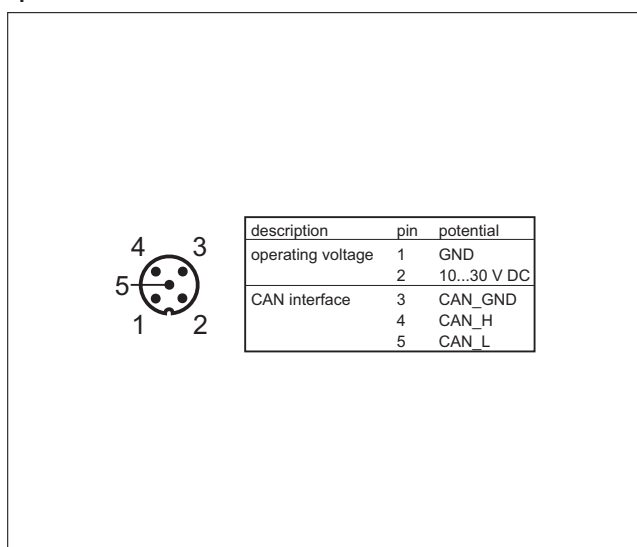 4 3
5
1 2
description pin potential
operating voltage 1 GND
2 10...30 V DC
CAN interface 3 CAN_GND
4 CAN_H
5 CAN_L